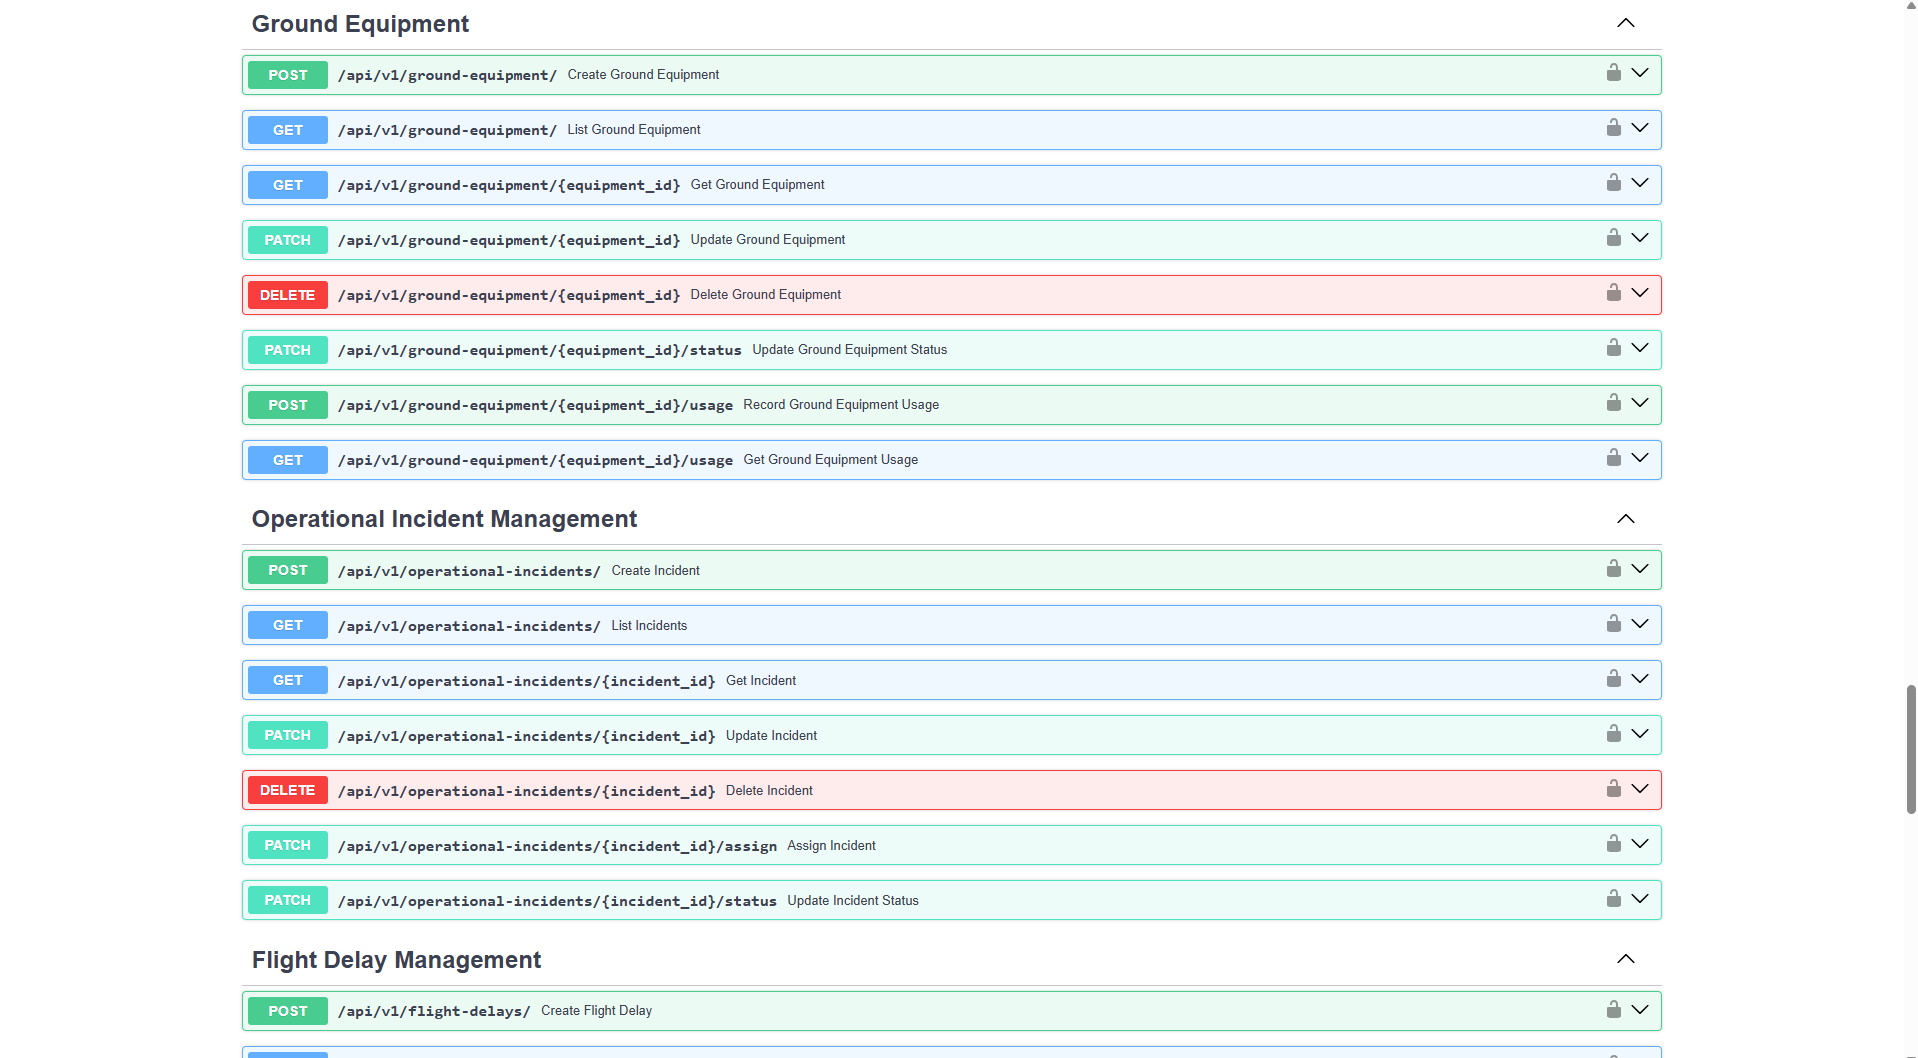 Ground Equipment
POST /api/v1/ground-equipment/ Create Ground Equipment
GET /api/v1/ground-equipment/ List Ground Equipment
GET /api/v1/ground-equipment/{equipment_id} Get Ground Equipment
PATCH /api/v1/ground-equipment/{equipment_id} Update Ground Equipment
DELETE /api/v1/ground-equipment/{equipment_id} Delete Ground Equipment
PATCH /api/v1/ground-equipment/{equipment_id}/status Update Ground Equipment Status
POST /api/v1/ground-equipment/{equipment_id}/usage Record Ground Equipment Usage
GET /api/v1/ground-equipment/{equipment_id}/usage Get Ground Equipment Usage
Operational Incident Management
POST /api/v1/operational-incidents/ Create Incident
GET /api/v1/operational-incidents/ List Incidents
GET /api/v1/operational-incidents/{incident_id} Get Incident
PATCH /api/v1/operational-incidents/{incident_id} Update Incident
DELETE /api/v1/operational-incidents/{incident_id} Delete Incident
PATCH /api/v1/operational-incidents/{incident_id}/assign Assign Incident
PATCH /api/v1/operational-incidents/{incident_id}/status Update Incident Status
Flight Delay Management
POST /api/v1/flight-delays/ Create Flight Delay